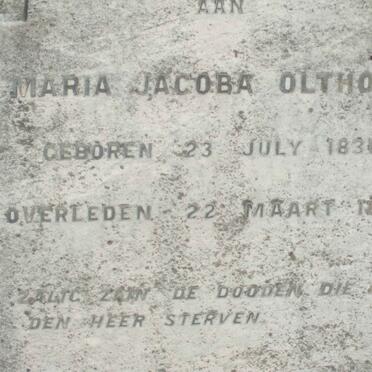 AAN
MARIA JACOBA OLTHO
GEBOREN 23 JULY 183
OVERLEDEN 22 MAART 1
ZALIG ZIJN DE DOODEN DIE
DEN HEER STERVEN